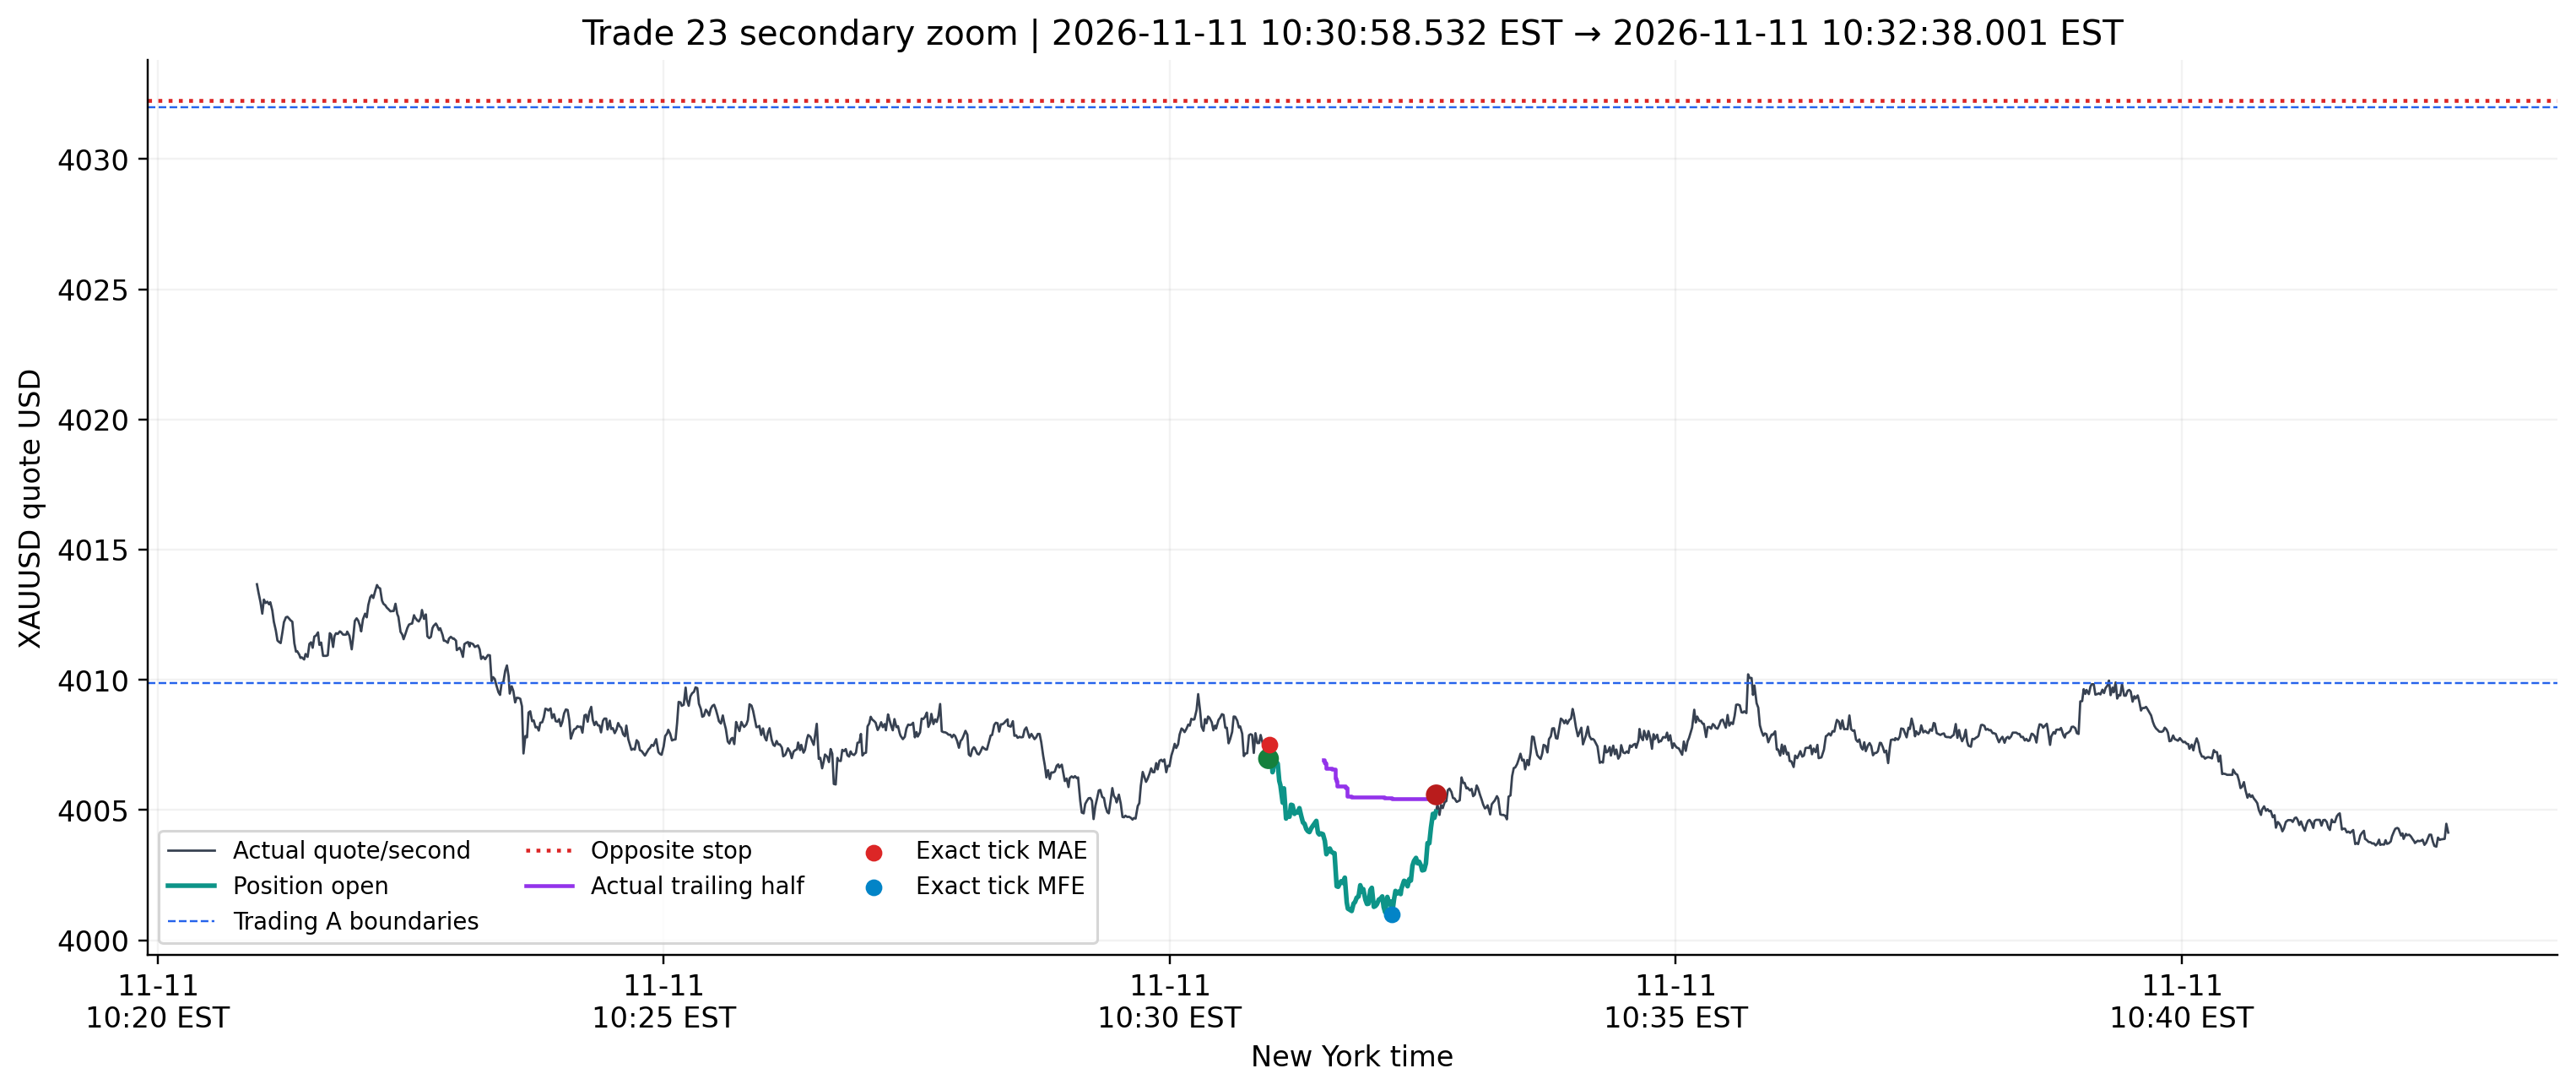 Trade 23 secondary zoom | 2026-11-11 10:30:58.532 EST → 2026-11-11 10:32:38.001 EST
XAUUSD quote USD
4030
4025
4020
4015
4010
4005
4000
Actual quote/second
Position open
Trading A boundaries
Opposite stop
Actual trailing half
Exact tick MAE
Exact tick MFE
11-11
10:20 EST
11-11
10:25 EST
11-11
10:30 EST
11-11
10:35 EST
11-11
10:40 EST
New York time